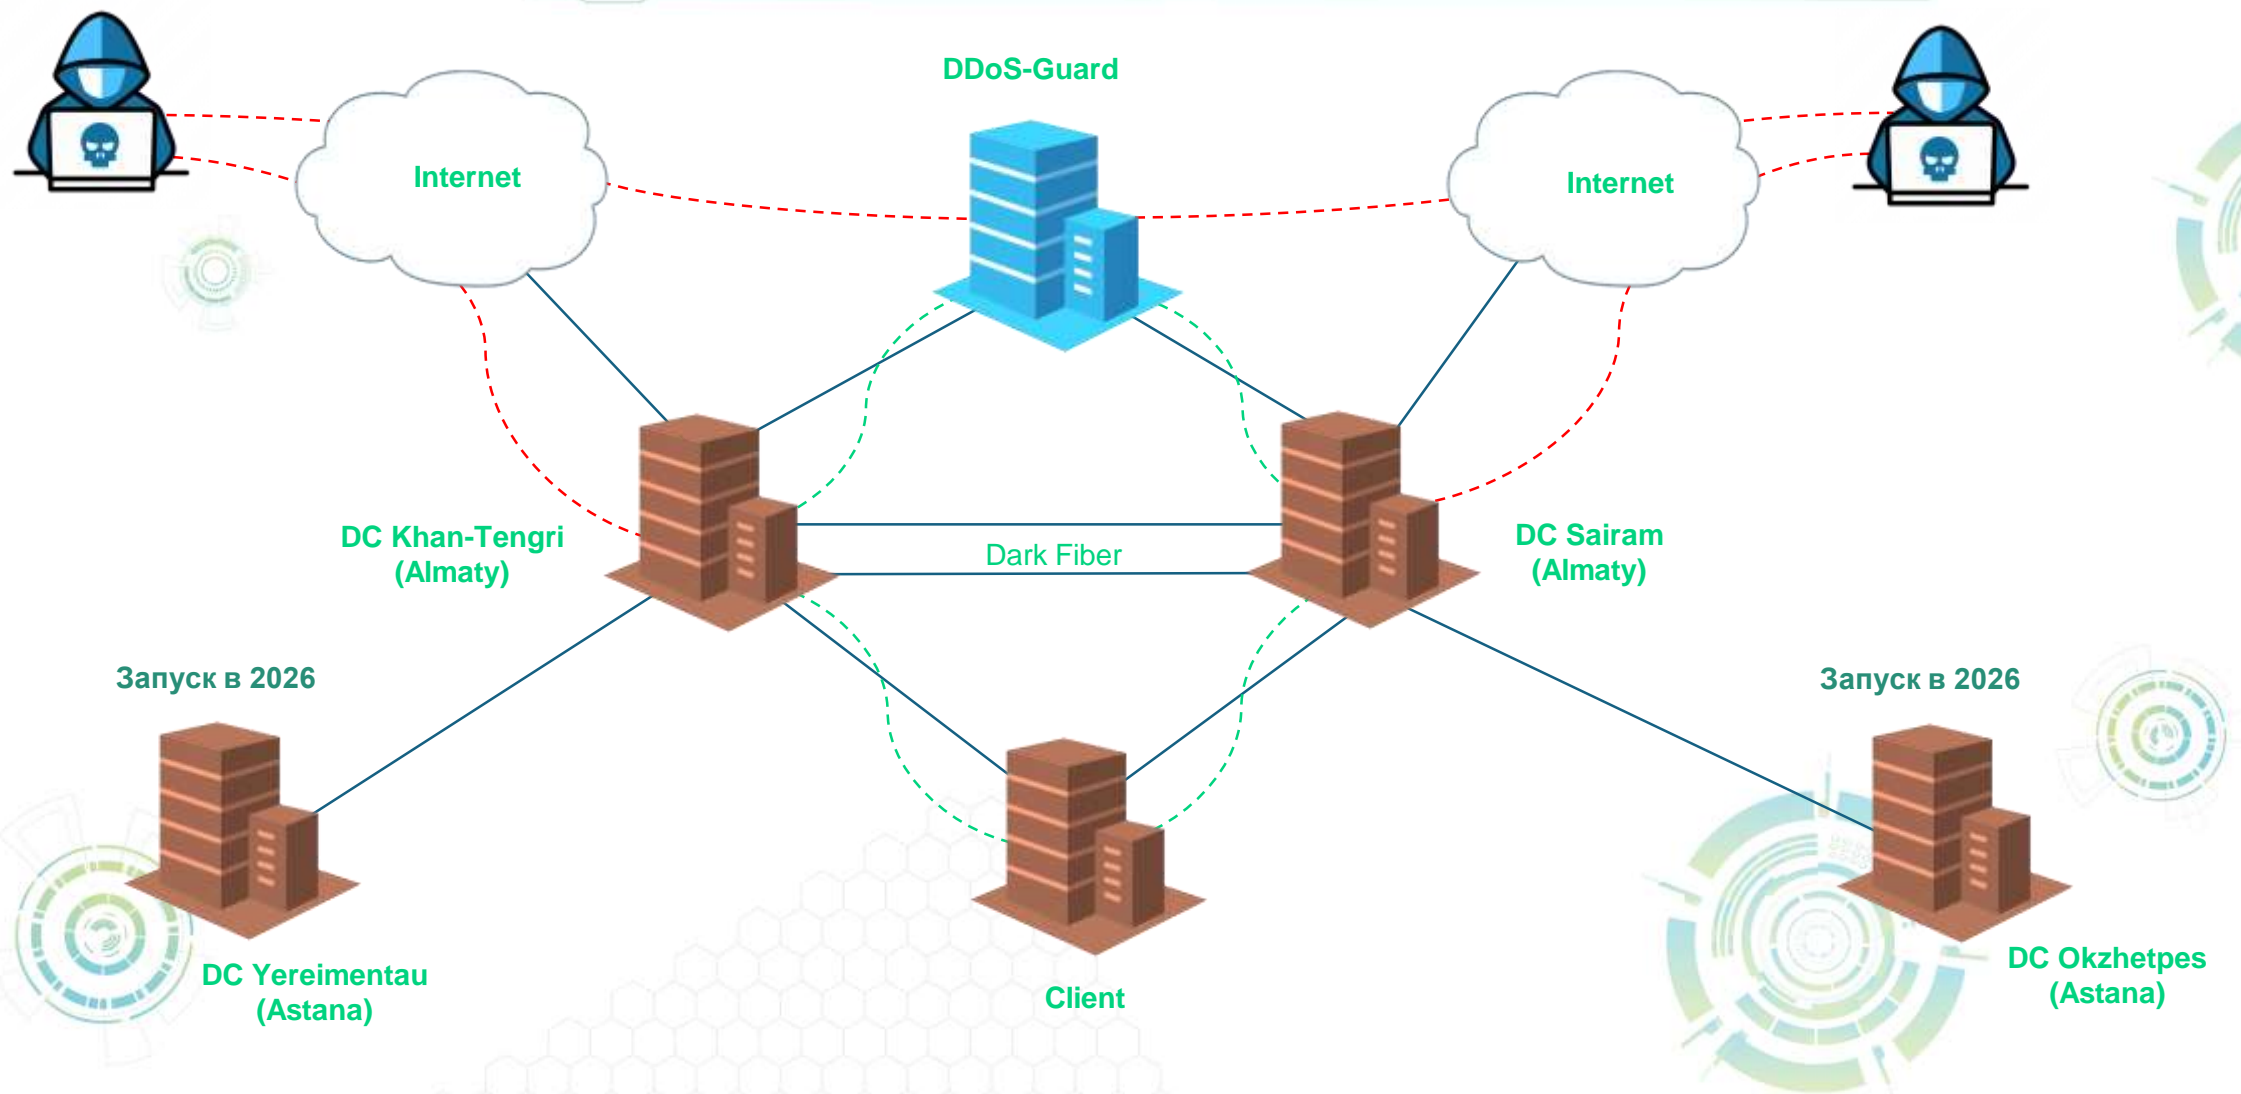 DDoS-Guard
Internet
Internet
DC Khan-Tengri
(Almaty)
Dark Fiber
DC Sairam
(Almaty)
Запуск в 2026
Запуск в 2026
DC Yereimentau
(Astana)
Client
DC Okzhetpes
(Astana)